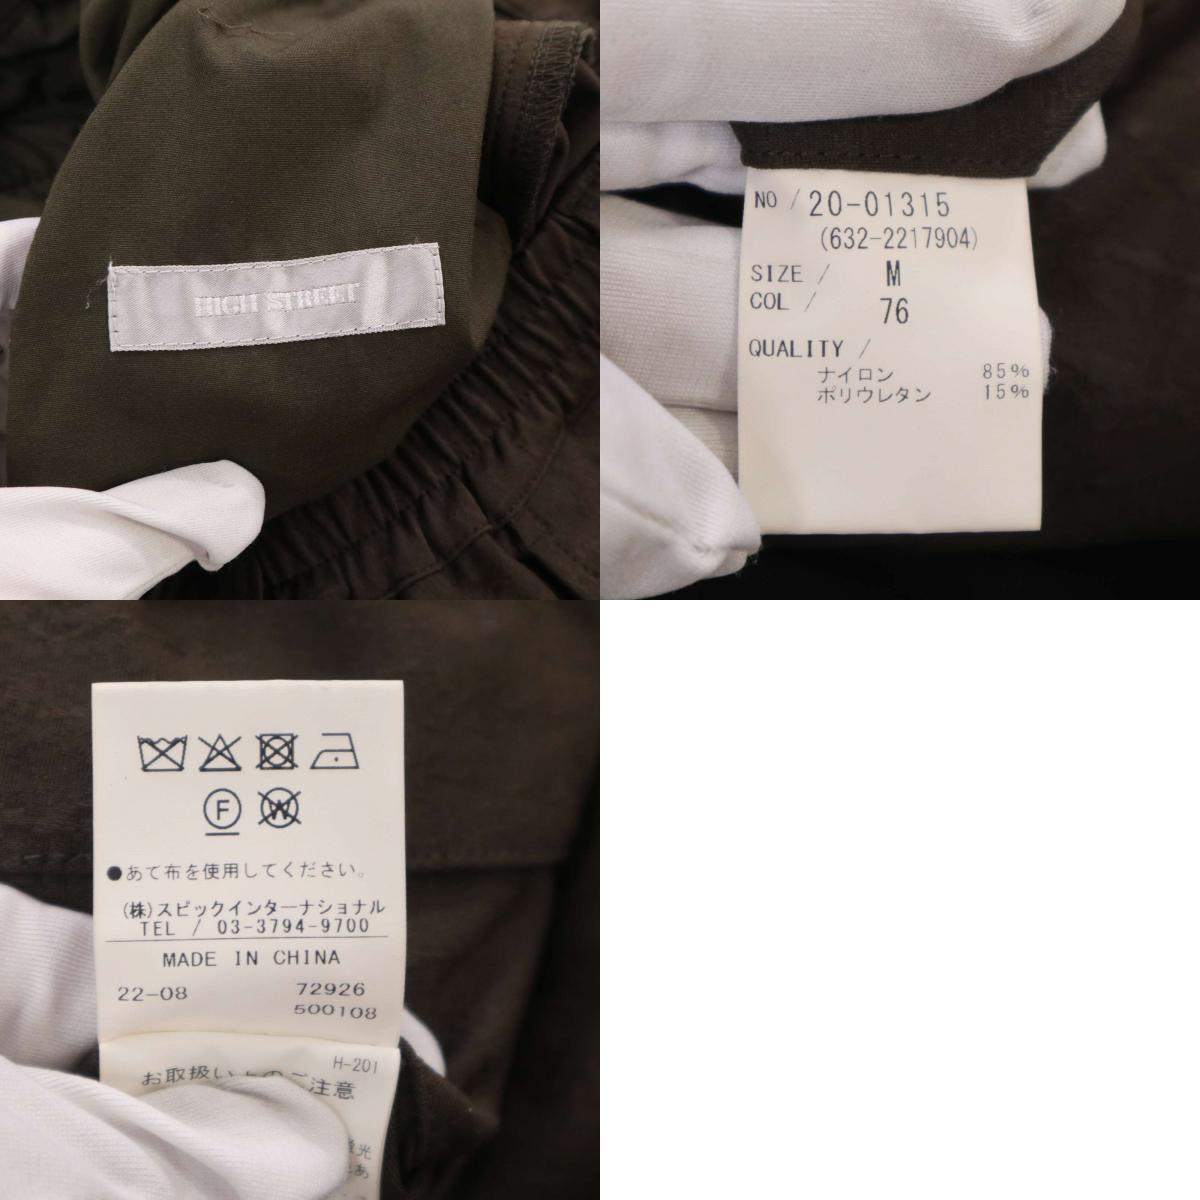 HIGH STREET
NO / 20-01315
(632-2217904)
SIZE / M
COL / 76
QUALITY /
ナイロン 85%
ポリウレタン 15%
F W
●あて布を使用してください。
(株)スピックインターナショナル
TEL / 03-3794-9700
MADE IN CHINA
22-08 72926
500108
H-201
お取扱い上のご注意
光
あ